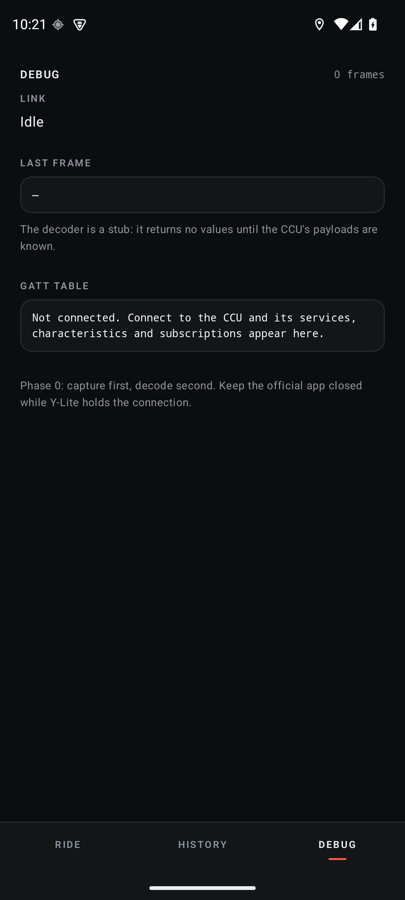 10:21
DEBUG 0 frames
LINK
Idle
LAST FRAME
—
The decoder is a stub: it returns no values until the CCU's payloads are
known.
GATT TABLE
Not connected. Connect to the CCU and its services,
characteristics and subscriptions appear here.
Phase 0: capture first, decode second. Keep the official app closed
while Y-Lite holds the connection.
RIDE HISTORY DEBUG